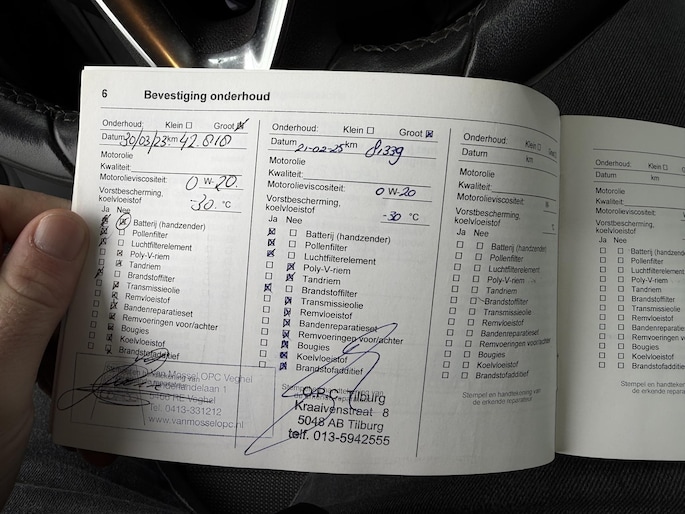 6 Bevestiging onderhoud
Onderhoud: Klein Groot
Datum 30/03/23 km 42.818
Motorolie
Kwaliteit:
Motorolieviscositeit: 0 W-20
Vorstbescherming, koelvloeistof -30 °C
Ja Nee
Batterij (handzender)
Pollenfilter
Luchtfilterelement
Poly-V-riem
Tandriem
Brandstoffilter
Transmissieolie
Remvloeistof
Bandenreparatieset
Remvoeringen voor/achter
Bougies
Koelvloeistof
Brandstofadditief
Van Mossel OPC Veghel
Veghel
Tel. 0413-331212
www.vanmosselopc.nl
Onderhoud: Klein Groot
Datum 21-02-25 km
Motorolie
Kwaliteit:
Motorolieviscositeit: 0 W-20
Vorstbescherming, koelvloeistof -30 °C
Ja Nee
Batterij (handzender)
Pollenfilter
Luchtfilterelement
Poly-V-riem
Tandriem
Brandstoffilter
Transmissieolie
Remvloeistof
Bandenreparatieset
Remvoeringen voor/achter
Bougies
Koelvloeistof
Brandstofadditief
O.P.C. Tilburg
Kraaivenstraat 8
5048 AB Tilburg
telf. 013-5942555
Onderhoud: Klein
Datum km
Motorolie
Kwaliteit:
Motorolieviscositeit:
Vorstbescherming,
koelvloeistof
Ja Nee
Batterij (handzender)
Pollenfilter
Luchtfilterelement
Poly-V-riem
Tandriem
Brandstoffilter
Transmissieolie
Remvloeistof
Bandenreparatieset
Remvoeringen voor/achter
Bougies
Koelvloeistof
Brandstofadditief
Stempel en handtekening van
de erkende reparateur
Onderhoud: Klein
Datum km
Motorolie
Kwaliteit:
Motorolieviscositeit:
Vorstbescherming,
koelvloeistof
Ja Nee
Batterij (handzender)
Pollenfilter
Luchtfilterelement
Poly-V-riem
Tandriem
Brandstoffilter
Transmissieolie
Remvloeistof
Bandenreparatieset
Remvoeringen
Bougies
Koelvloeistof
Brandstofadditief
Stempel en
de erkende